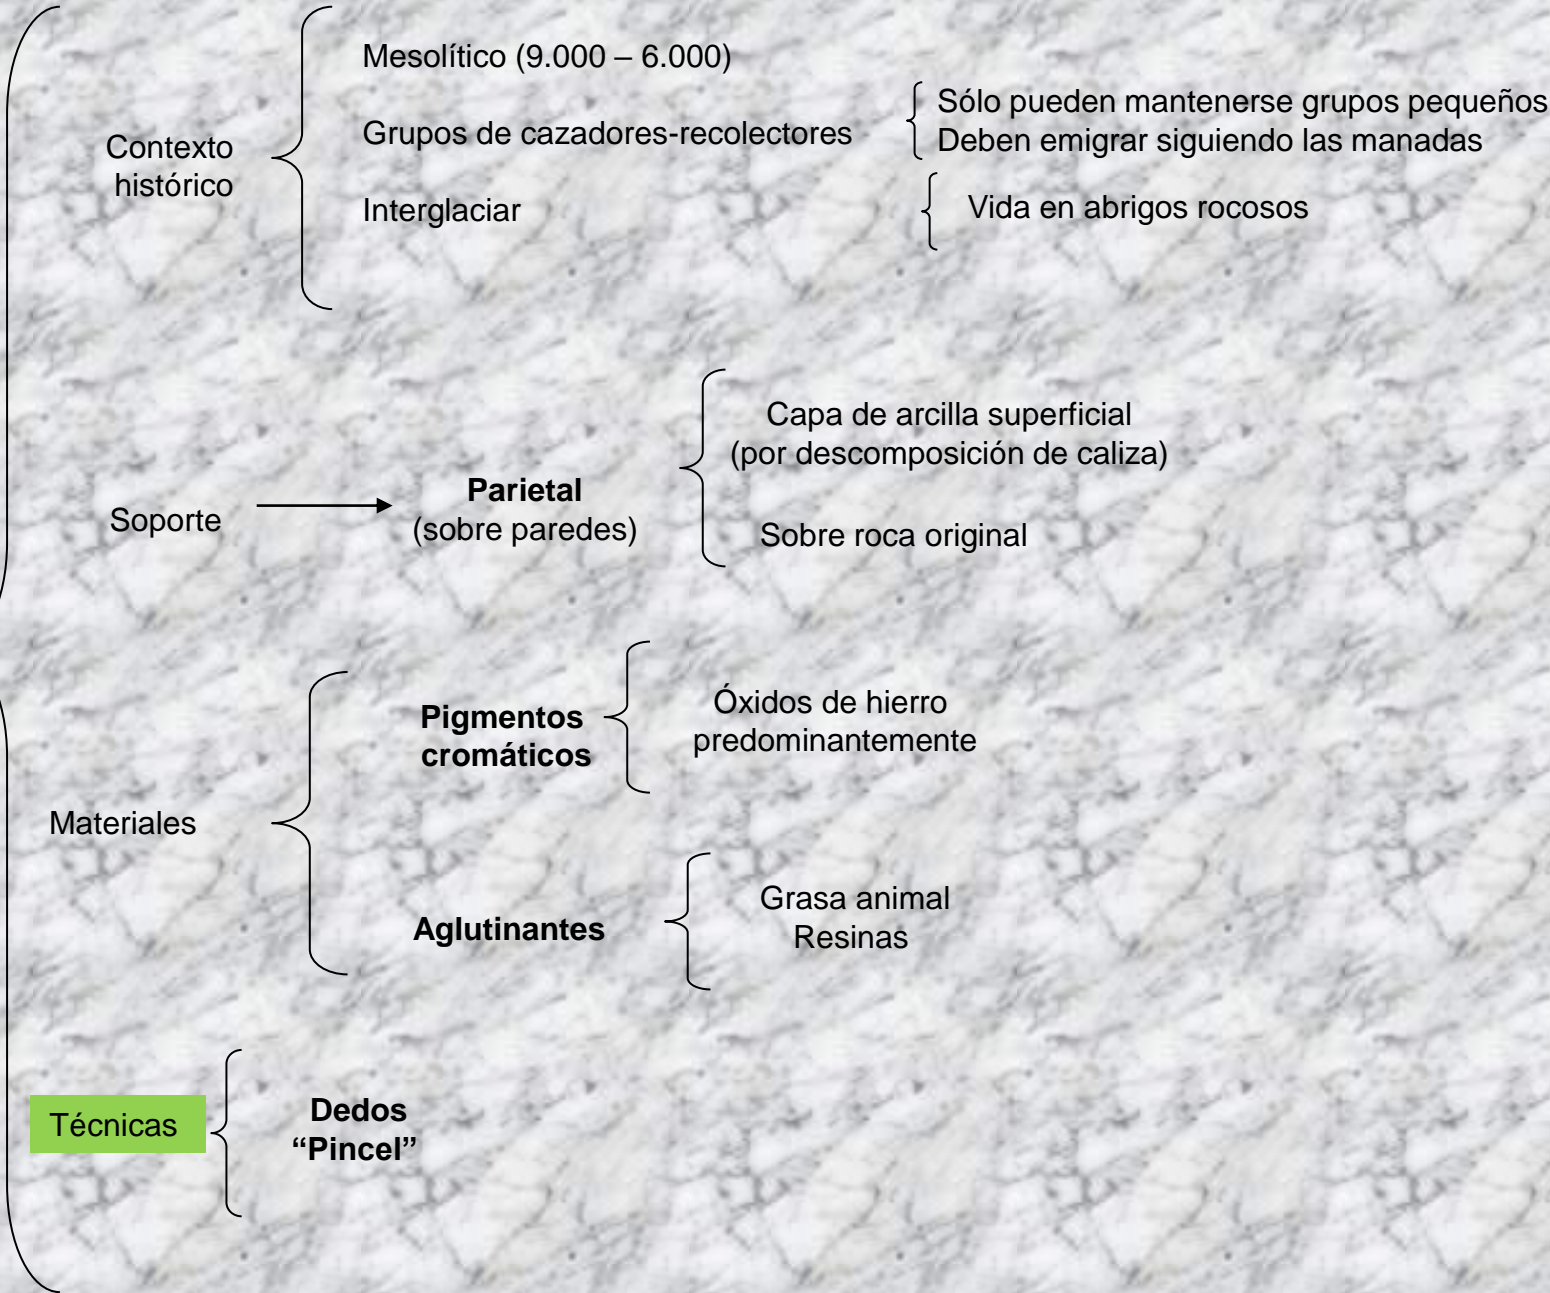 Mesolítico (9.000 – 6.000)
Contexto
histórico
Grupos de cazadores-recolectores
Sólo pueden mantenerse grupos pequeños
Deben emigrar siguiendo las manadas
Interglaciar
Vida en abrigos rocosos
Soporte
Parietal
(sobre paredes)
Capa de arcilla superficial
(por descomposición de caliza)
Sobre roca original
Materiales
Pigmentos
cromáticos
Óxidos de hierro
predominantemente
Aglutinantes
Grasa animal
Resinas
Técnicas
Dedos
“Pincel”